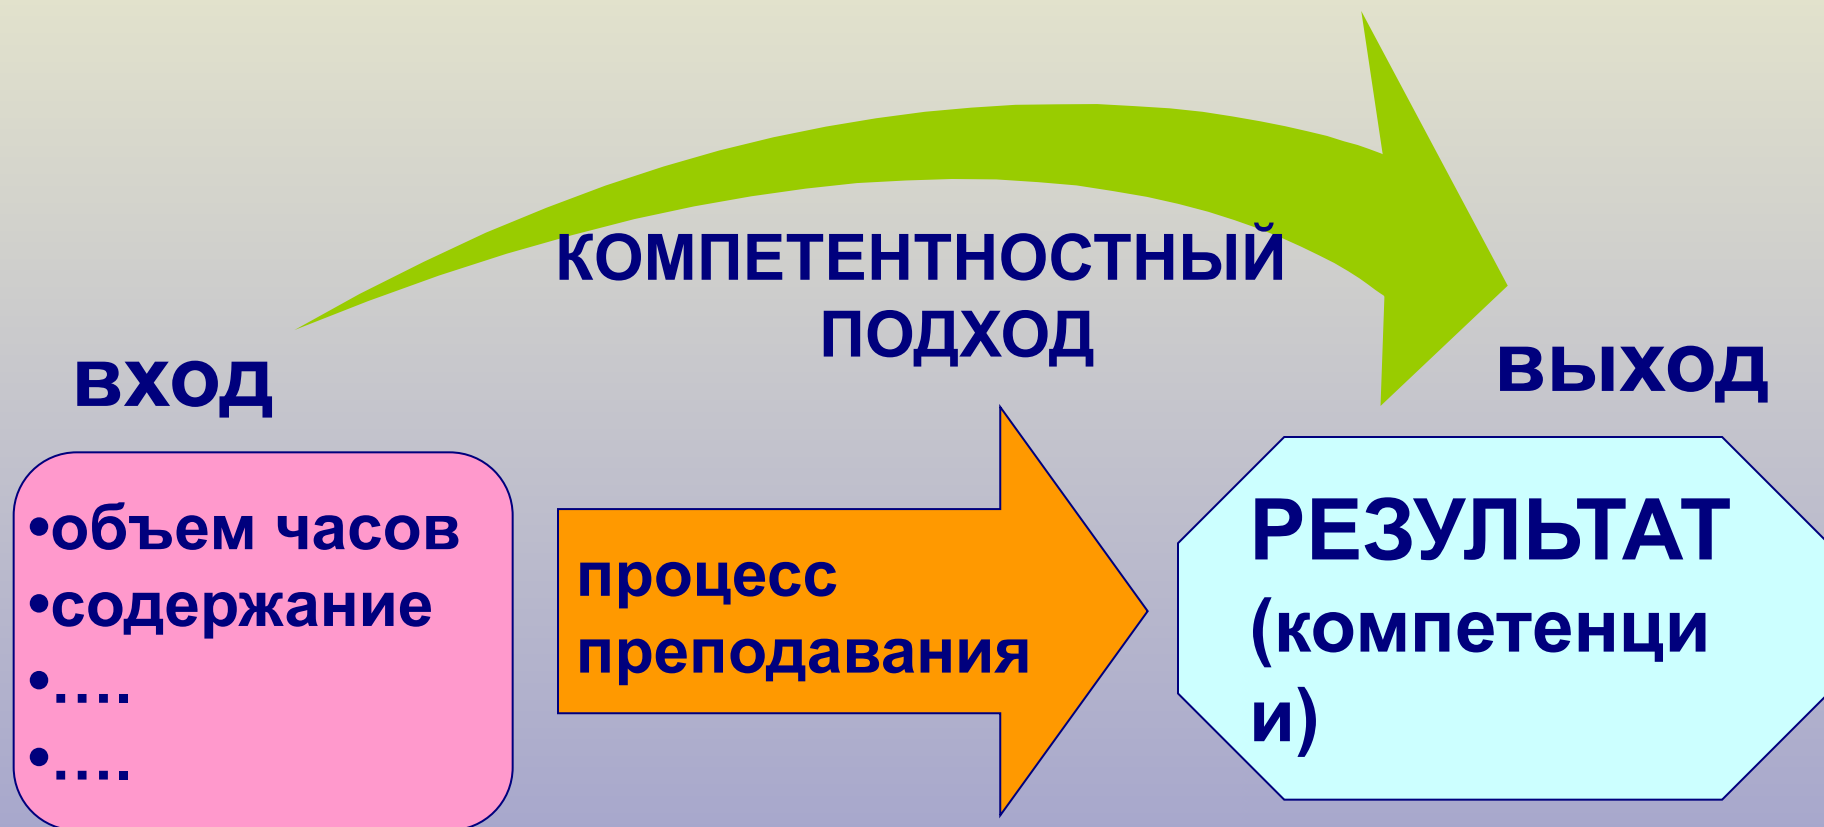 КОМПЕТЕНТНОСТНЫЙ
ПОДХОД
вход
выход
•объем часов
•содержание
•….
•….
процесс
преподавания
РЕЗУЛЬТАТ
(компетенци
и)